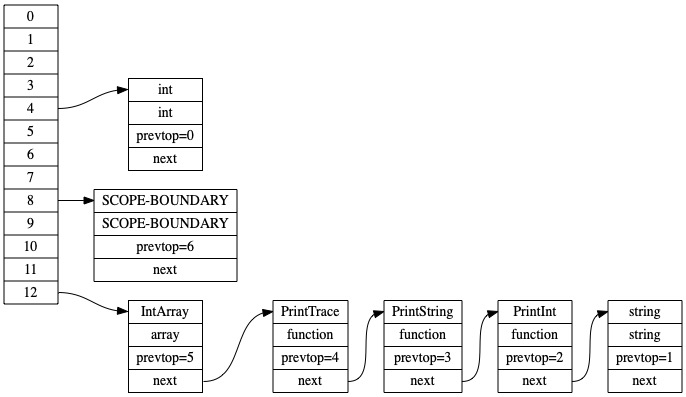 0
1
2
3
4
5
6
7
8
9
10
11
12
int
int
prevtop=0
next
SCOPE-BOUNDARY
SCOPE-BOUNDARY
prevtop=6
next
IntArray
array
prevtop=5
next
PrintTrace
function
prevtop=4
next
PrintString
function
prevtop=3
next
PrintInt
function
prevtop=2
next
string
string
prevtop=1
next